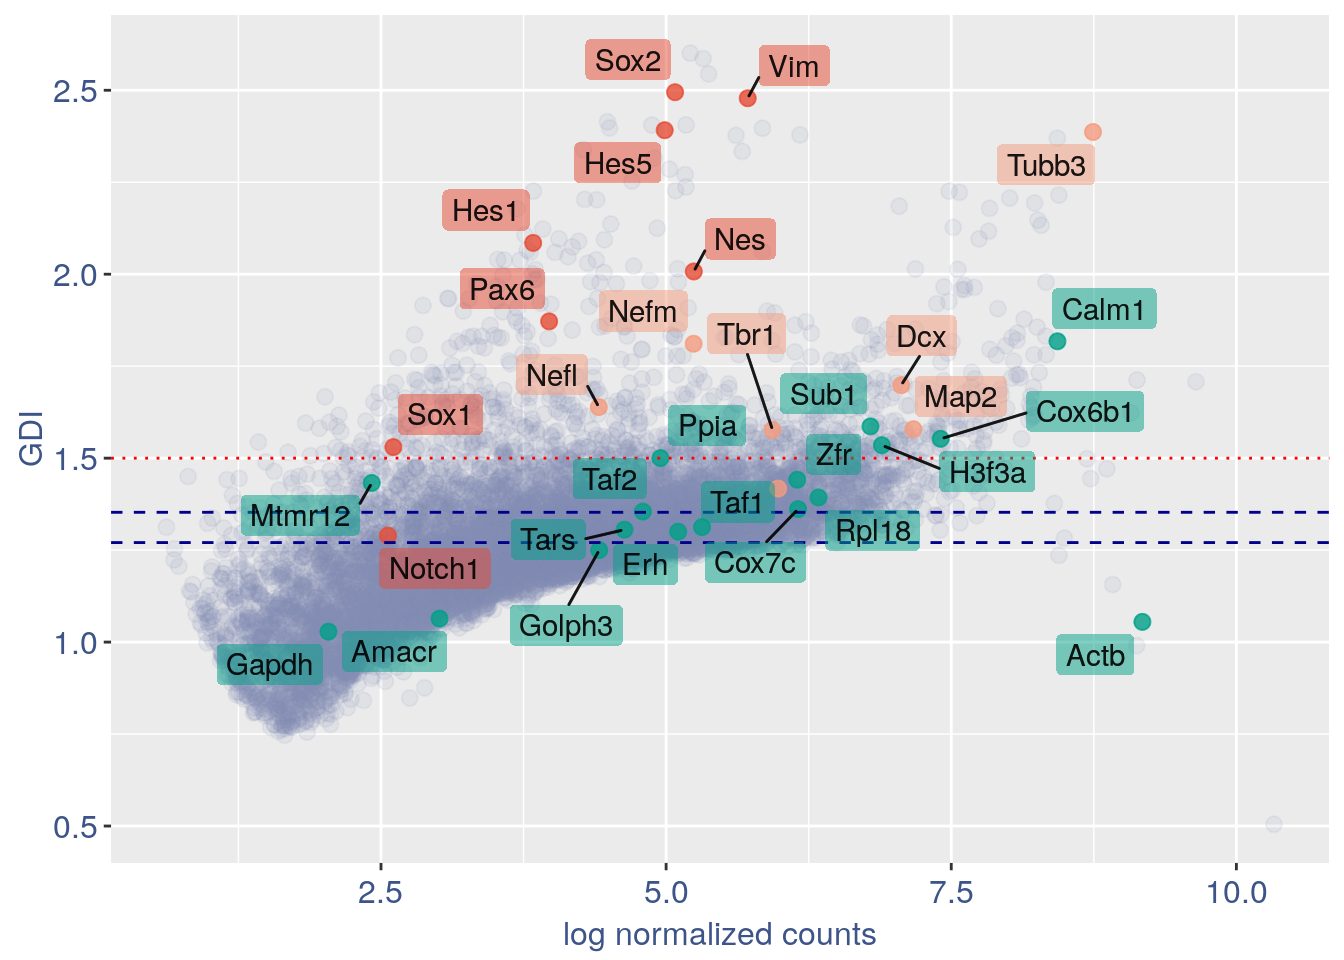 2.5
2.0
1.5
1.0
0.5
GDI
Sox2
Vim
Hes5
Tubb3
Hes1
Nes
Pax6
Nefm
Calm1
Tbr1
Dcx
Nefl
Sub1
Map2
Sox1
Ppia
Cox6b1
Zfr
H3f3a
Taf2
Taf1
Mtmr12
Rpl18
Tars
Erh
Cox7c
Notch1
Golph3
Amacr
Gapdh
Actb
2.5 5.0 7.5 10.0
log normalized counts